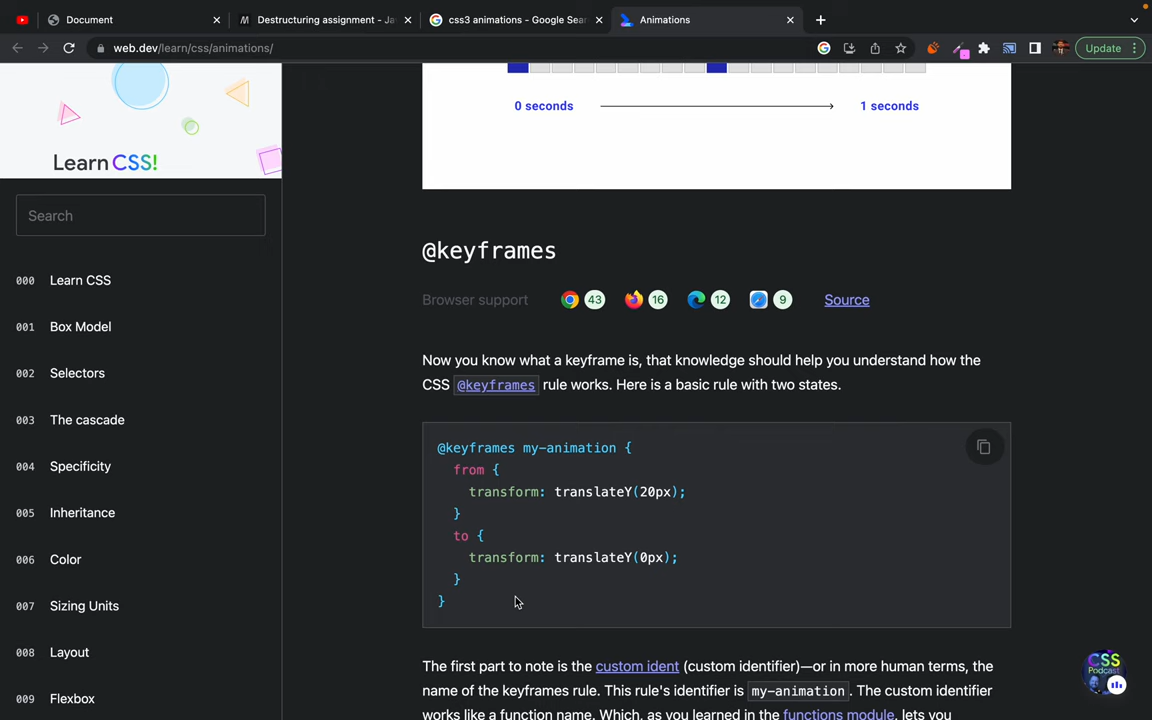 Document
Destructuring assignment - Ja
css3 animations - Google Sear
Animations
web.dev/learn/css/animations/
Update
Learn CSS!
Search
000 Learn CSS
001 Box Model
002 Selectors
003 The cascade
004 Specificity
005 Inheritance
006 Color
007 Sizing Units
008 Layout
009 Flexbox
0 seconds 1 seconds
@keyframes
Browser support 43 16 12 9 Source
Now you know what a keyframe is, that knowledge should help you understand how the
CSS @keyframes rule works. Here is a basic rule with two states.
@keyframes my-animation {
from {
transform: translateY(20px);
}
to {
transform: translateY(0px);
}
}
The first part to note is the custom ident (custom identifier)—or in more human terms, the
name of the keyframes rule. This rule's identifier is my-animation. The custom identifier
works like a function name. Which, as you learned in the functions module, lets you
CSS
Podcast